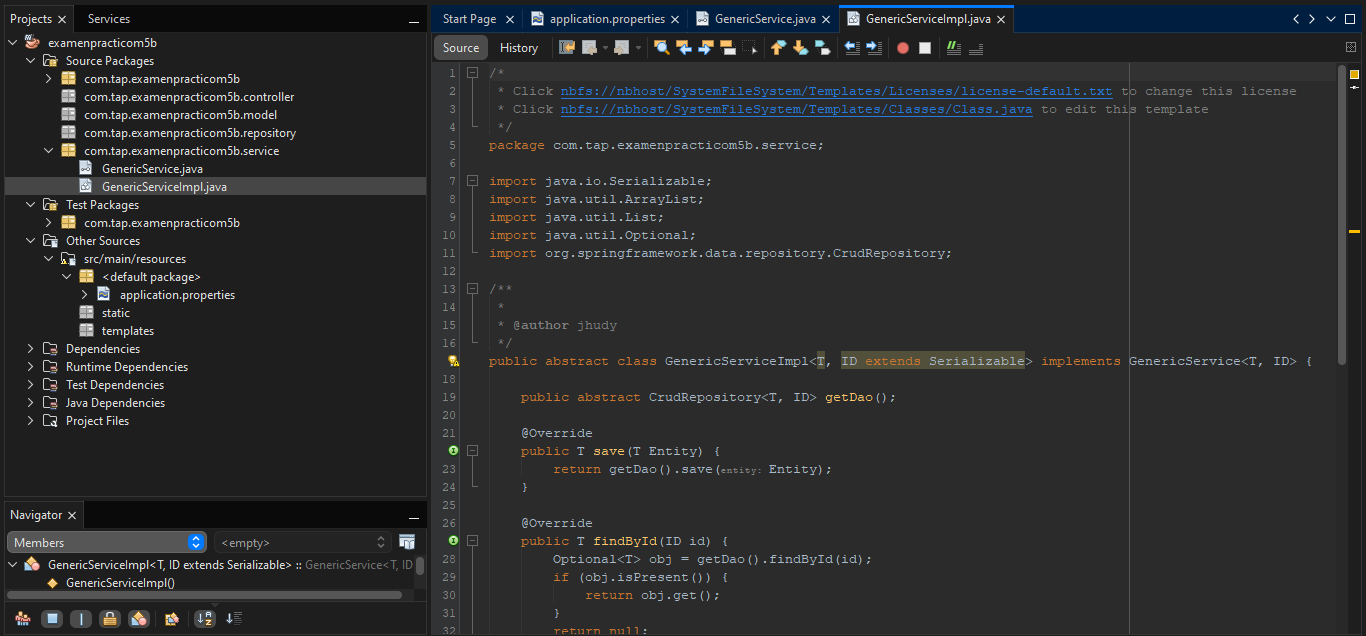 Projects
Services
examenpracticom5b
Source Packages
com.tap.examenpracticom5b
com.tap.examenpracticom5b.controller
com.tap.examenpracticom5b.model
com.tap.examenpracticom5b.repository
com.tap.examenpracticom5b.service
GenericService.java
GenericServiceImpl.java
Test Packages
com.tap.examenpracticom5b
Other Sources
src/main/resources
<default package>
application.properties
static
templates
Dependencies
Runtime Dependencies
Test Dependencies
Java Dependencies
Project Files
Navigator
Members
<empty>
GenericServiceImpl<T, ID extends Serializable> :: GenericService<T, ID
GenericServiceImpl()
Start Page
application.properties
GenericService.java
GenericServiceImpl.java
Source
History
1 /*
2 * Click nbfs://nbhost/SystemFileSystem/Templates/Licenses/license-default.txt to change this license
3 * Click nbfs://nbhost/SystemFileSystem/Templates/Classes/Class.java to edit this template
4 */
5 package com.tap.examenpracticom5b.service;
6
7 import java.io.Serializable;
8 import java.util.ArrayList;
9 import java.util.List;
10 import java.util.Optional;
11 import org.springframework.data.repository.CrudRepository;
12
13 /**
14 *
15 * @author jhudy
16 */
public abstract class GenericServiceImpl<T, ID extends Serializable> implements GenericService<T, ID> {
18
19 public abstract CrudRepository<T, ID> getDao();
20
21 @Override
public T save(T Entity) {
23 return getDao().save(entity: Entity);
24 }
25
26 @Override
public T findById(ID id) {
28 Optional<T> obj = getDao().findById(id);
29 if (obj.isPresent()) {
30 return obj.get();
31 }
32 return null;